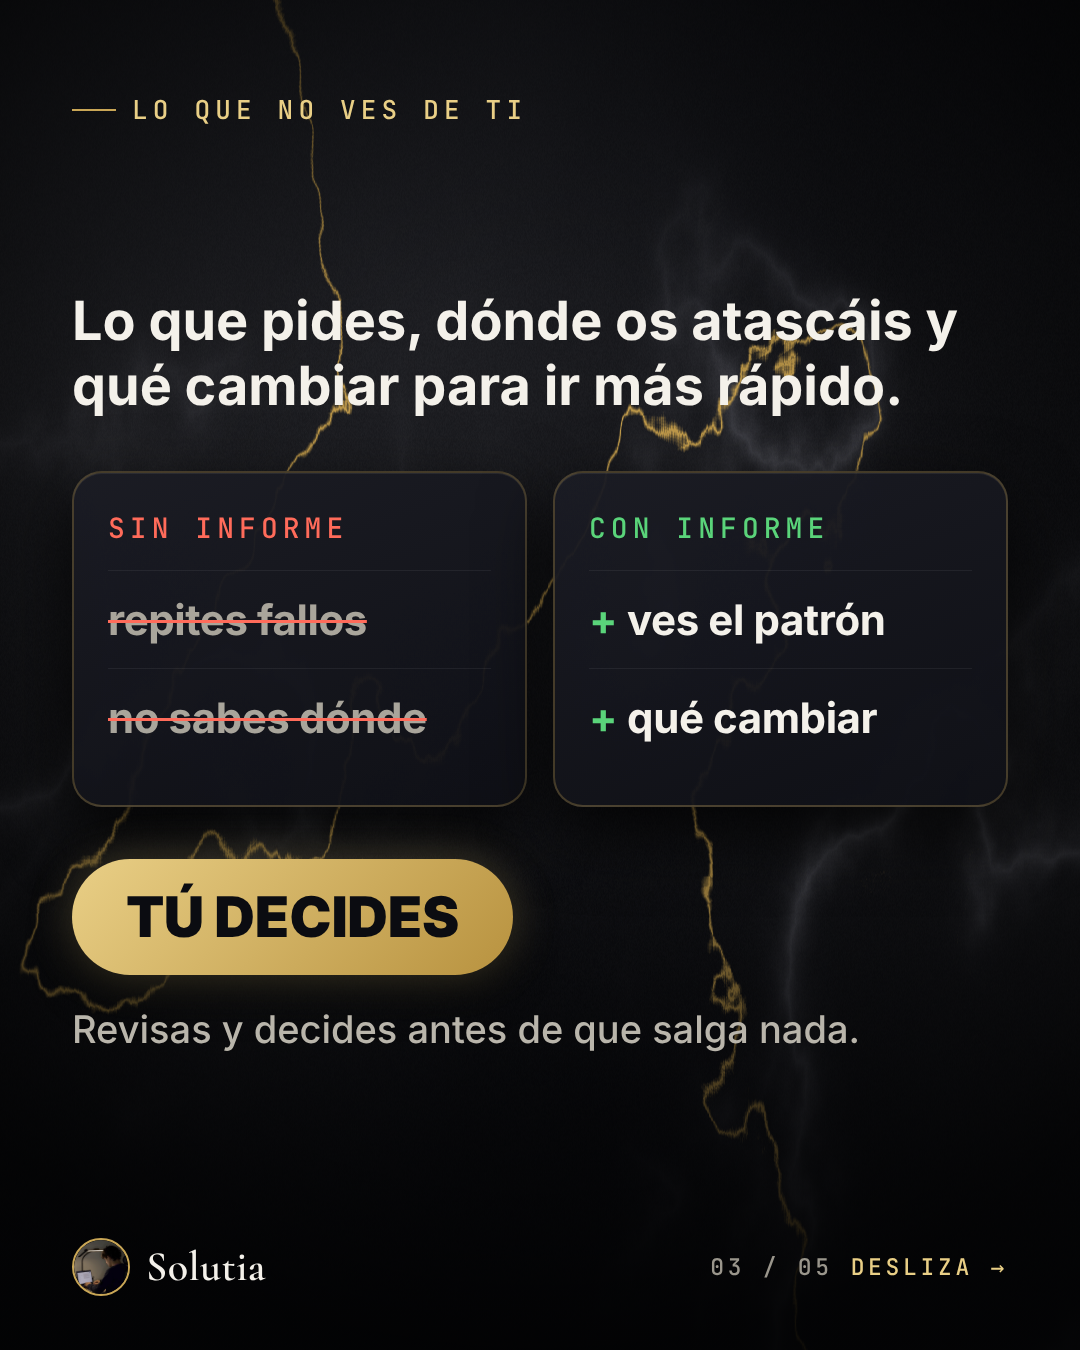 LO QUE NO VES DE TI
Lo que pides, dónde os atascáis y
qué cambiar para ir más rápido.
SIN INFORME
repites fallos
no sabes dónde
CON INFORME
+ ves el patrón
+ qué cambiar
TÚ DECIDES
Revisas y decides antes de que salga nada.
Solutia
03 / 05 DESLIZA →